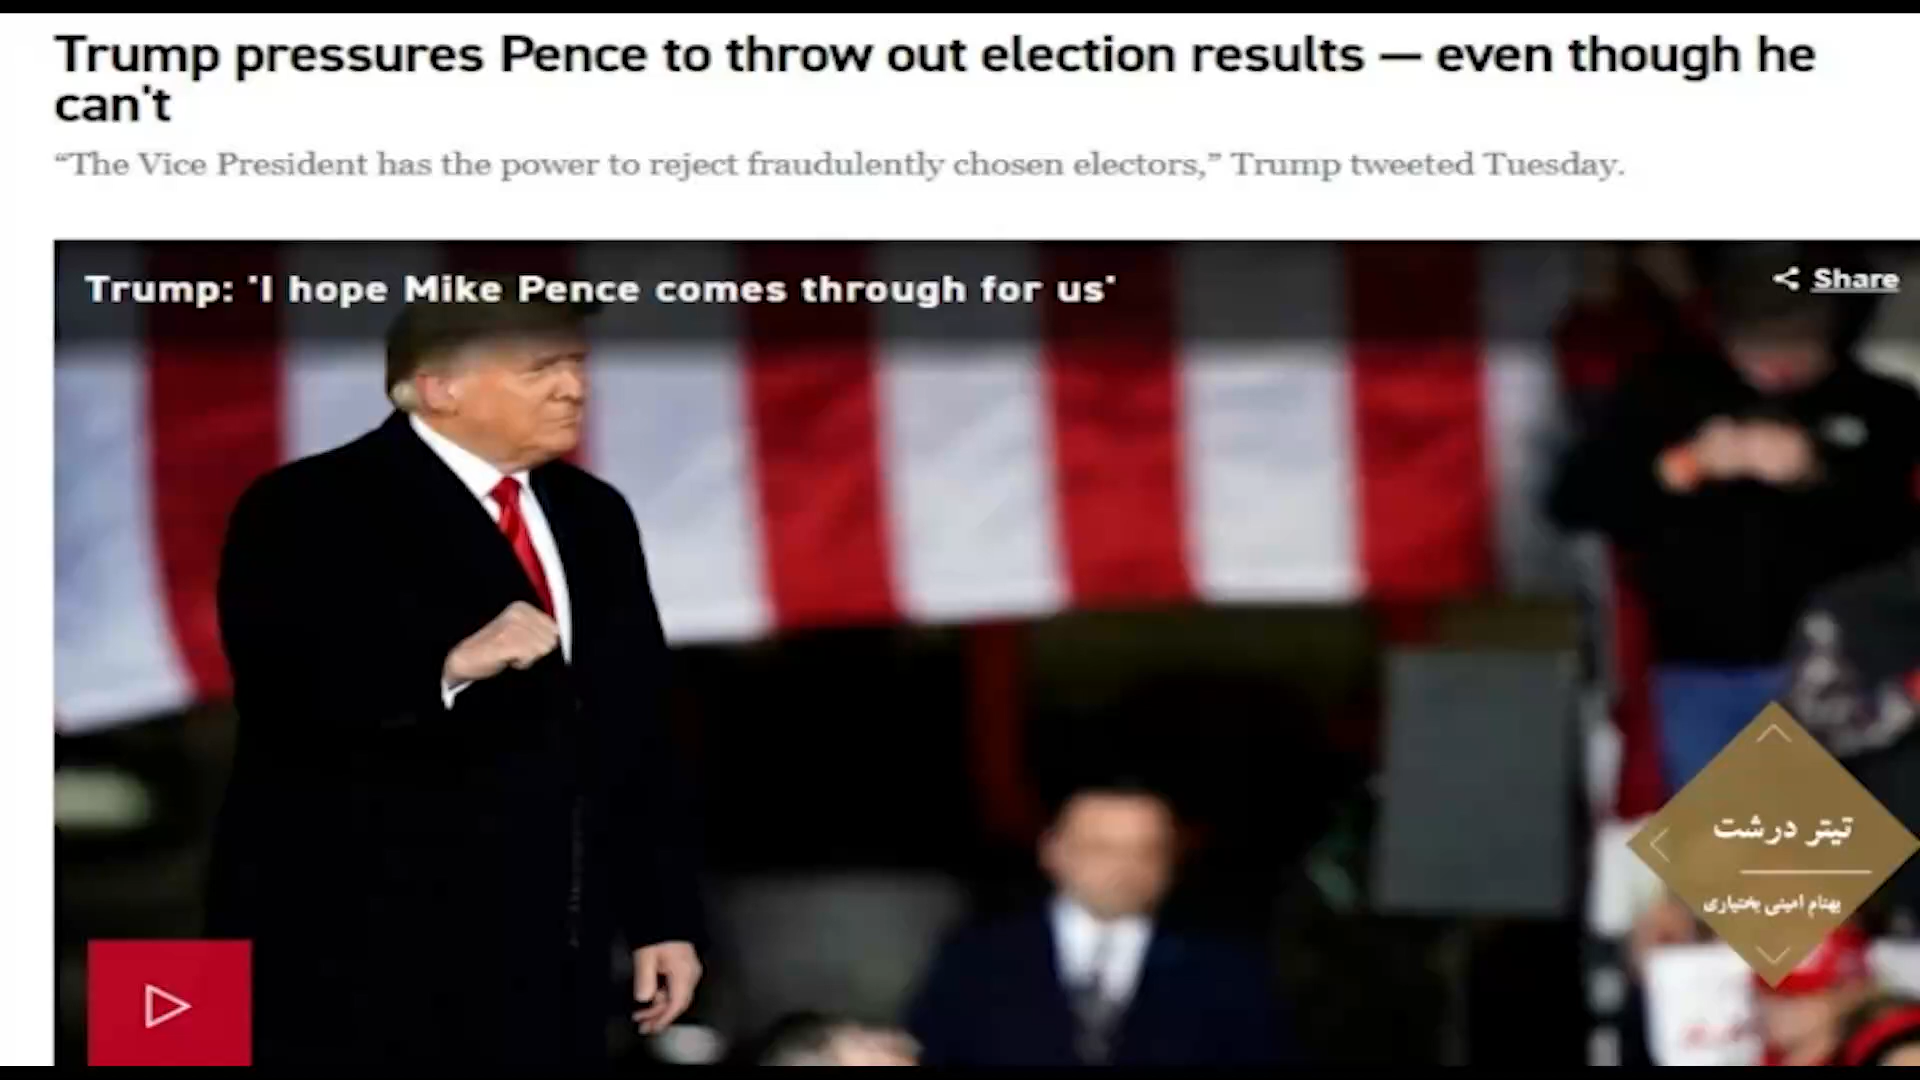 Trump pressures Pence to throw out election results — even though he
can't
“The Vice President has the power to reject fraudulently chosen electors,” Trump tweeted Tuesday.
Trump: 'I hope Mike Pence comes through for us'
Share
تیتر درشت
بهنام امینی بختیاری